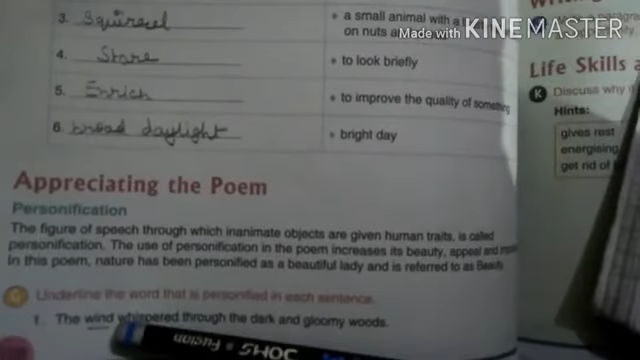 Made with KINEMASTER
3. Squirrel
a small animal with a
on nuts
4. Stare
to look briefly
5. Enrich
to improve the quality of something
6. broad daylight
bright day
Appreciating the Poem
Personification
The figure of speech through which inanimate objects are given human traits, is called
personification. The use of personification in the poem increases its beauty, appeal and
In this poem, nature has been personified as a beautiful lady and is referred to as Beauty.
Underline the word that is personified in each sentence.
1. The wind whispered through the dark and gloomy woods.
Life Skills
K Discuss why
Hints:
gives rest
energising
get rid of
JOHS Fusion